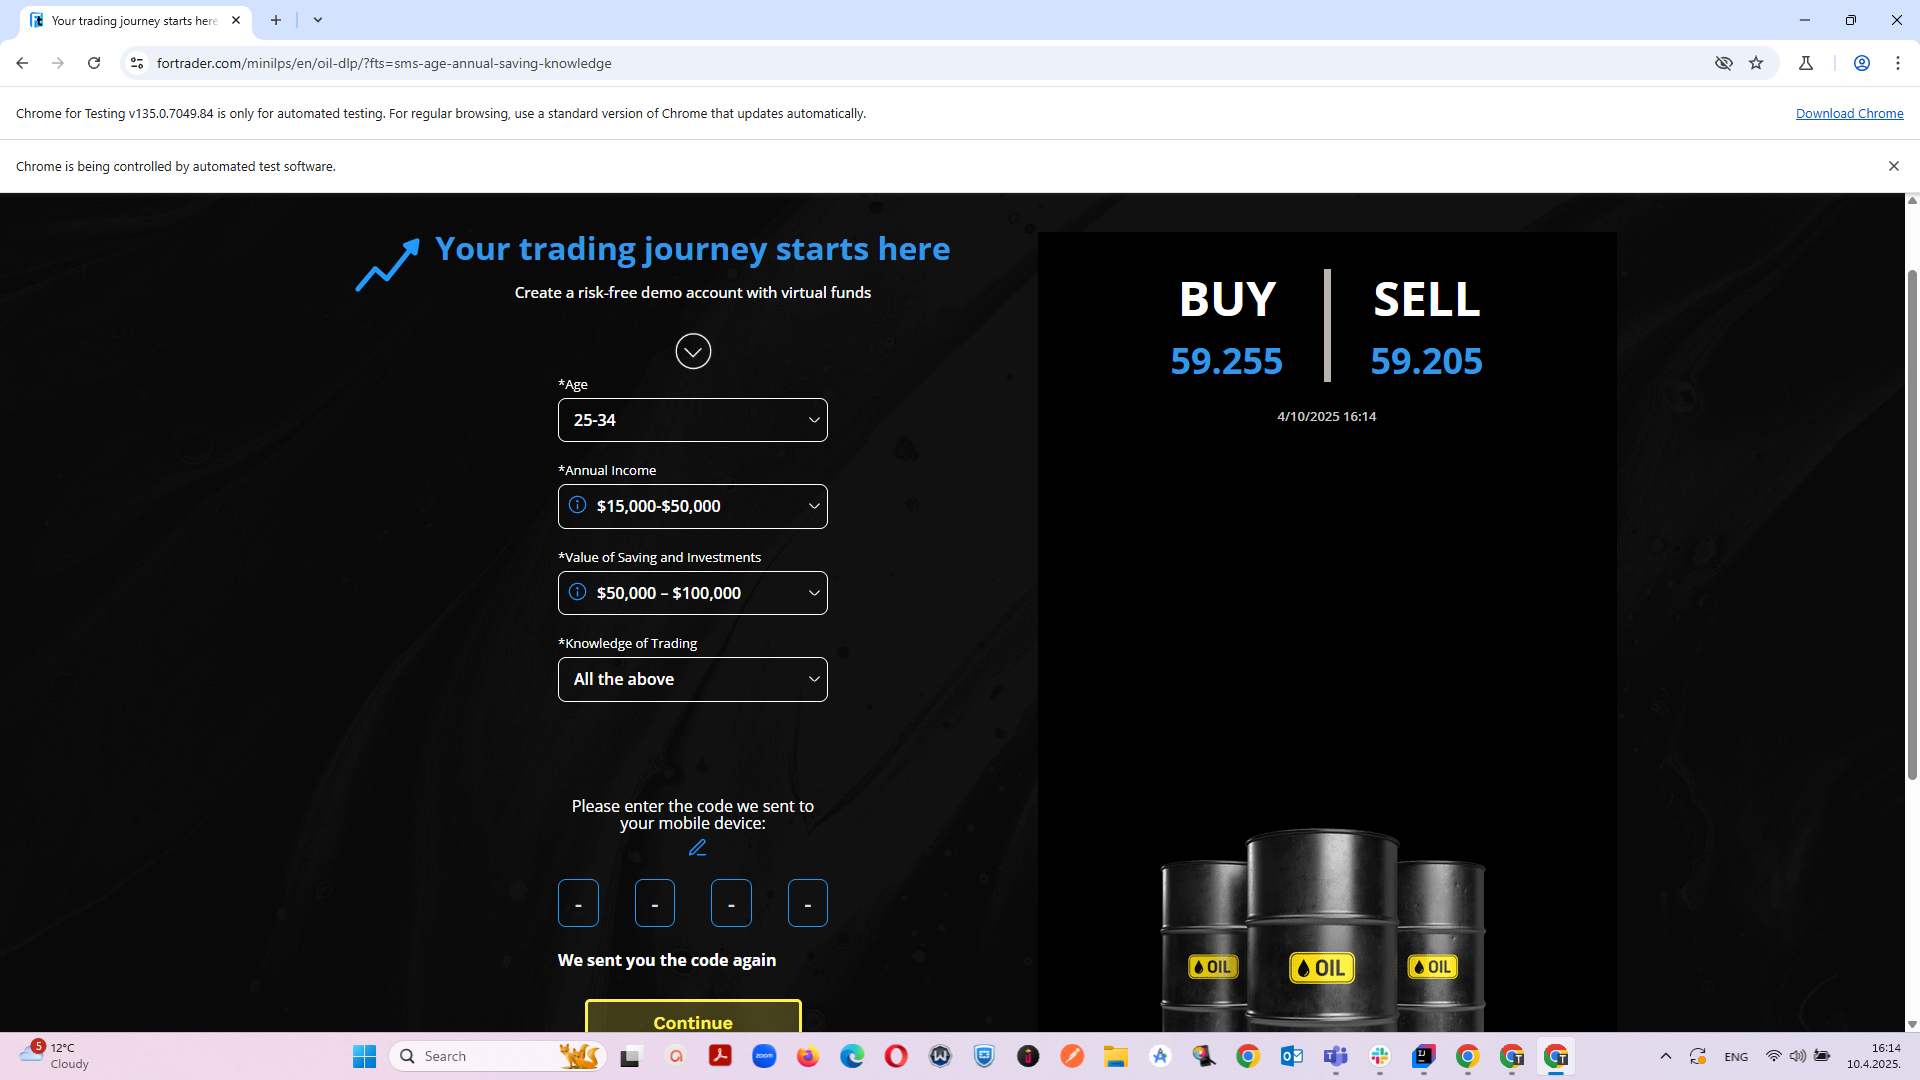 Your trading journey starts here
fortrader.com/minilps/en/oil-dlp/?fts=sms-age-annual-saving-knowledge
Chrome for Testing v135.0.7049.84 is only for automated testing. For regular browsing, use a standard version of Chrome that updates automatically.
Download Chrome
Chrome is being controlled by automated test software.
Your trading journey starts here
Create a risk-free demo account with virtual funds
*Age
25-34
*Annual Income
$15,000-$50,000
*Value of Saving and Investments
$50,000 – $100,000
*Knowledge of Trading
All the above
Please enter the code we sent to
your mobile device:
- - - -
We sent you the code again
Continue
BUY
59.255
SELL
59.205
4/10/2025 16:14
OIL
OIL
OIL
5
12°C
Cloudy
Search
zoom
ENG
16:14
10.4.2025.